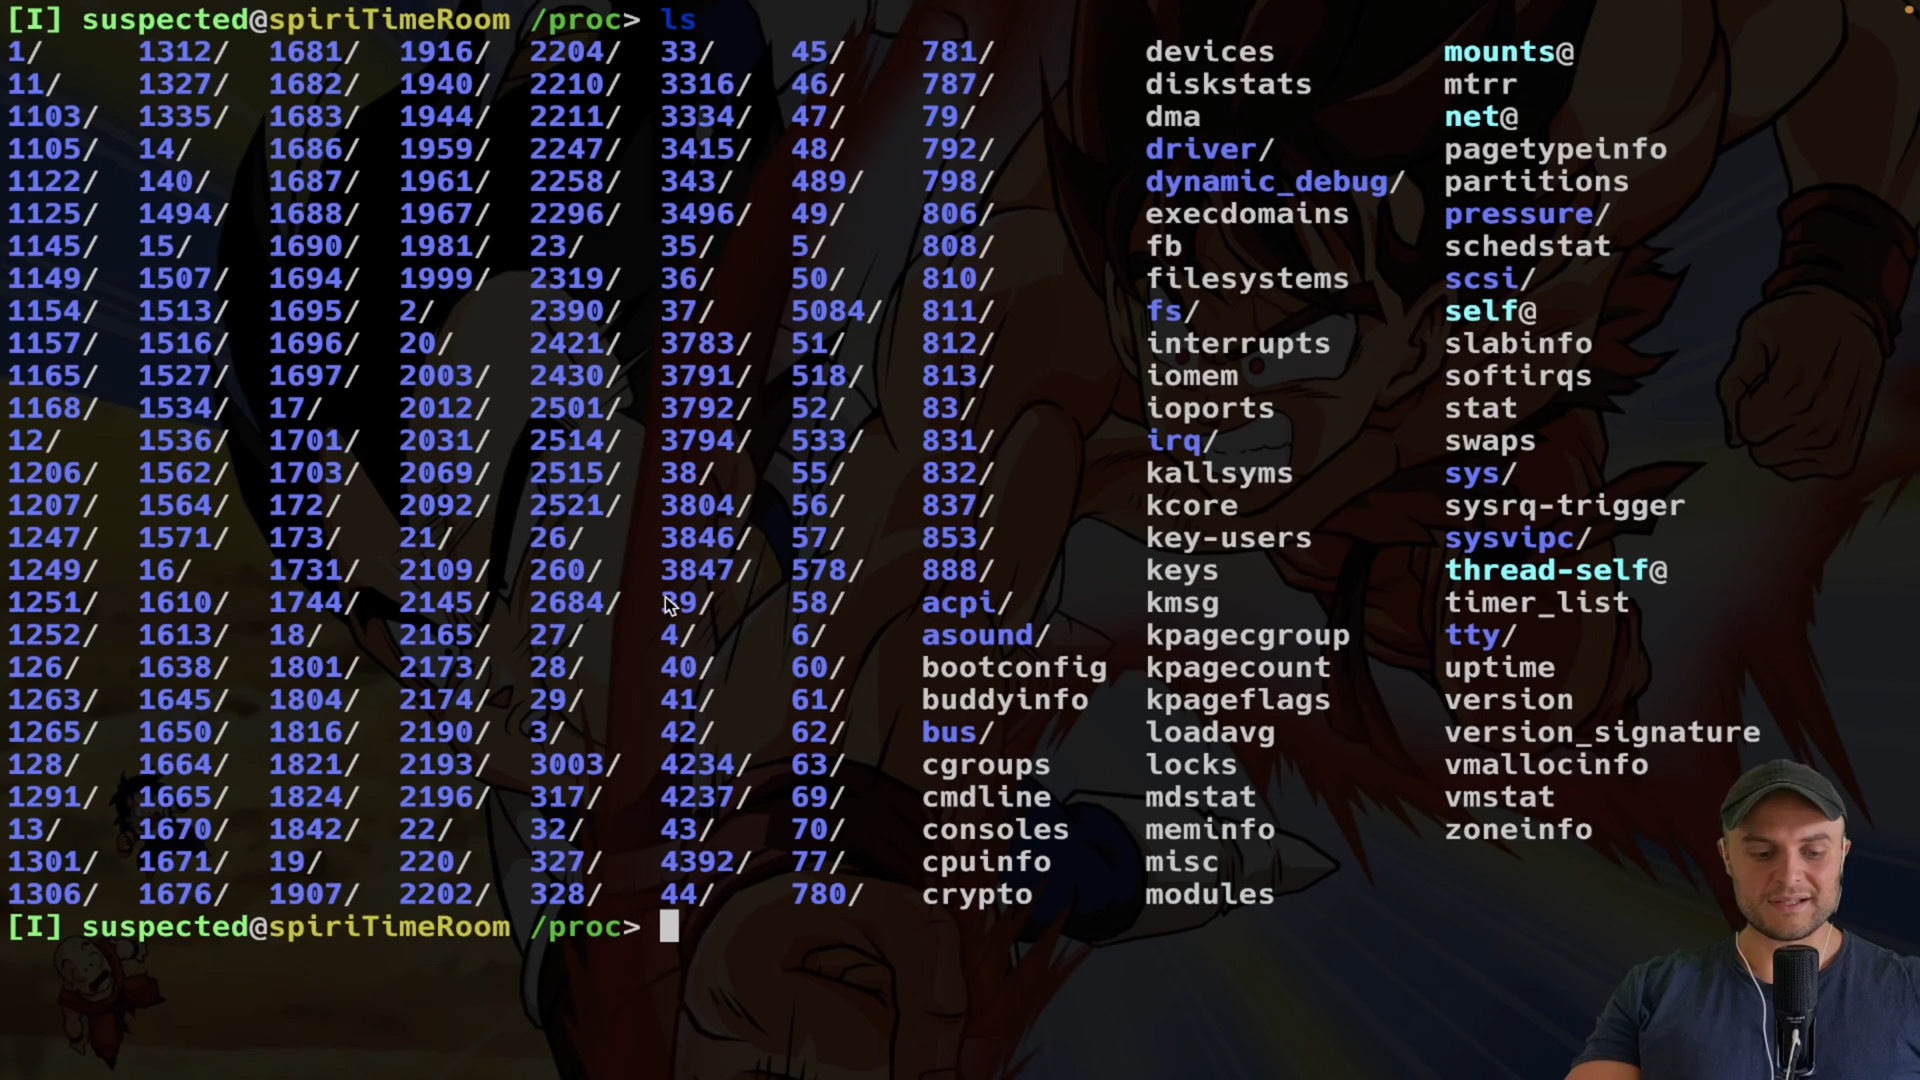 [I] suspected@spiriTimeRoom /proc> ls
1/ 1312/ 1681/ 1916/ 2204/ 33/ 45/ 781/ devices mounts@
11/ 1327/ 1682/ 1940/ 2210/ 3316/ 46/ 787/ diskstats mtrr
1103/ 1335/ 1683/ 1944/ 2211/ 3334/ 47/ 79/ dma net@
1105/ 14/ 1686/ 1959/ 2247/ 3415/ 48/ 792/ driver/ pagetypeinfo
1122/ 140/ 1687/ 1961/ 2258/ 343/ 489/ 798/ dynamic_debug/ partitions
1125/ 1494/ 1688/ 1967/ 2296/ 3496/ 49/ 806/ execdomains pressure/
1145/ 15/ 1690/ 1981/ 23/ 35/ 5/ 808/ fb schedstat
1149/ 1507/ 1694/ 1999/ 2319/ 36/ 50/ 810/ filesystems scsi/
1154/ 1513/ 1695/ 2/ 2390/ 37/ 5084/ 811/ fs/ self@
1157/ 1516/ 1696/ 20/ 2421/ 3783/ 51/ 812/ interrupts slabinfo
1165/ 1527/ 1697/ 2003/ 2430/ 3791/ 518/ 813/ iomem softirqs
1168/ 1534/ 17/ 2012/ 2501/ 3792/ 52/ 83/ ioports stat
12/ 1536/ 1701/ 2031/ 2514/ 3794/ 533/ 831/ irq/ swaps
1206/ 1562/ 1703/ 2069/ 2515/ 38/ 55/ 832/ kallsyms sys/
1207/ 1564/ 172/ 2092/ 2521/ 3804/ 56/ 837/ kcore sysrq-trigger
1247/ 1571/ 173/ 21/ 26/ 3846/ 57/ 853/ key-users sysvipc/
1249/ 16/ 1731/ 2109/ 260/ 3847/ 578/ 888/ keys thread-self@
1251/ 1610/ 1744/ 2145/ 2684/ 39/ 58/ acpi/ kmsg timer_list
1252/ 1613/ 18/ 2165/ 27/ 4/ 6/ asound/ kpagecgroup tty/
126/ 1638/ 1801/ 2173/ 28/ 40/ 60/ bootconfig kpagecount uptime
1263/ 1645/ 1804/ 2174/ 29/ 41/ 61/ buddyinfo kpageflags version
1265/ 1650/ 1816/ 2190/ 3/ 42/ 62/ bus/ loadavg version_signature
128/ 1664/ 1821/ 2193/ 3003/ 4234/ 63/ cgroups locks vmallocinfo
1291/ 1665/ 1824/ 2196/ 317/ 4237/ 69/ cmdline mdstat vmstat
13/ 1670/ 1842/ 22/ 32/ 43/ 70/ consoles meminfo zoneinfo
1301/ 1671/ 19/ 220/ 327/ 4392/ 77/ cpuinfo misc
1306/ 1676/ 1907/ 2202/ 328/ 44/ 780/ crypto modules
[I] suspected@spiriTimeRoom /proc>